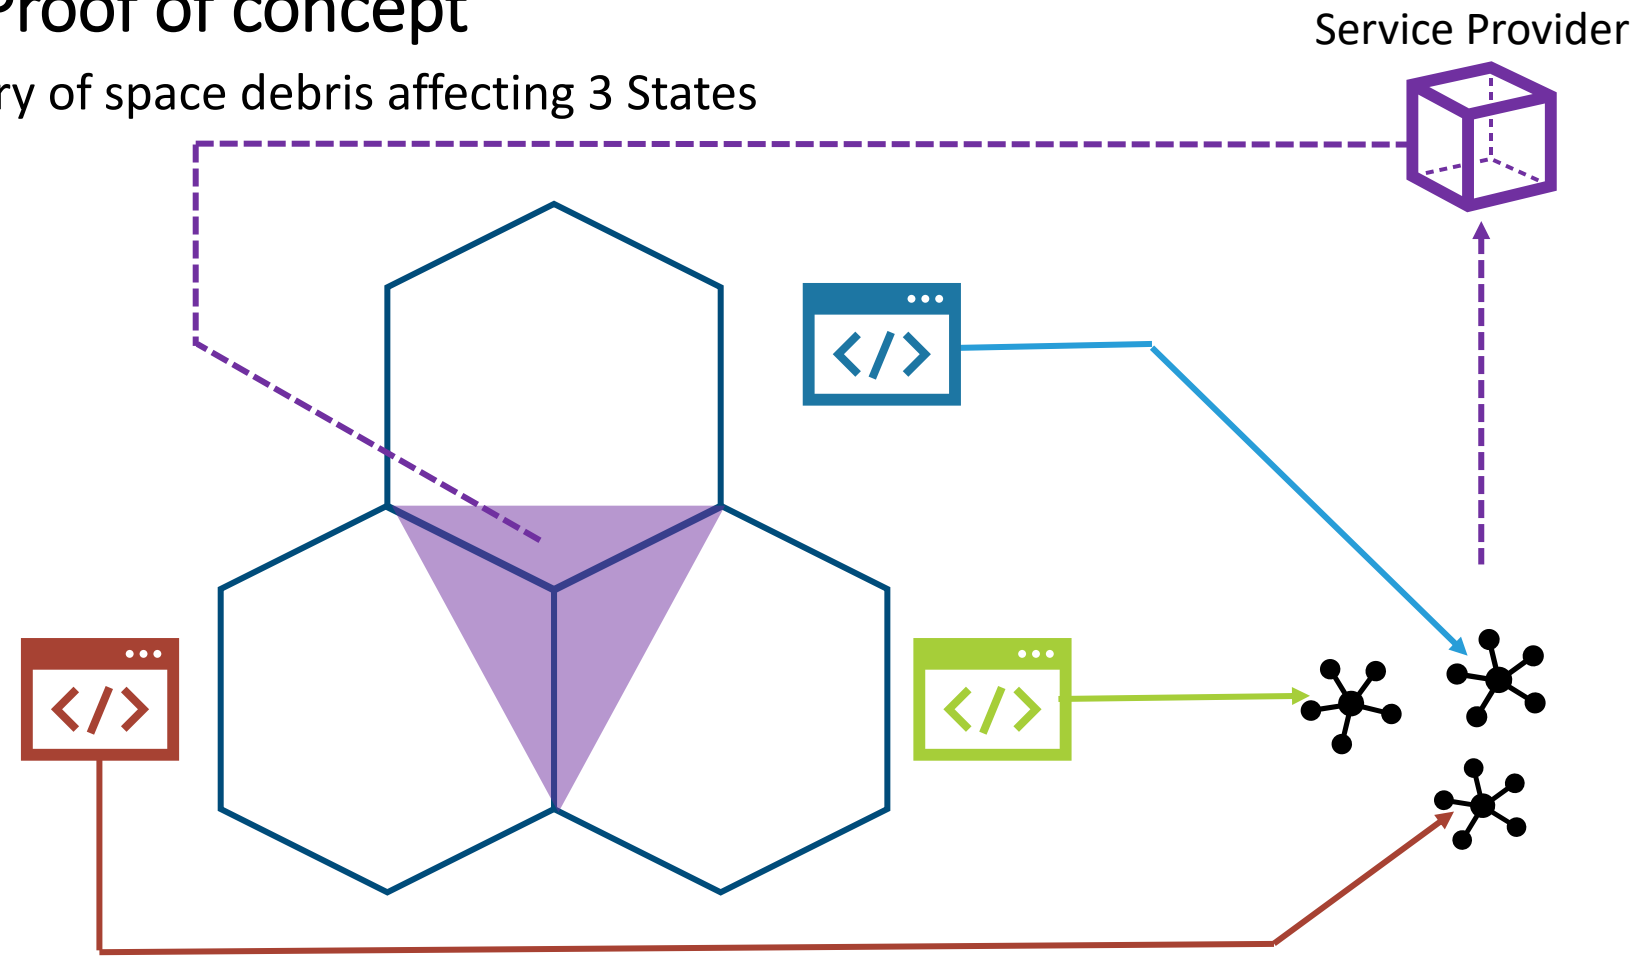 Proof of concept
Service Provider
ry of space debris affecting 3 States
</>
</>
</>